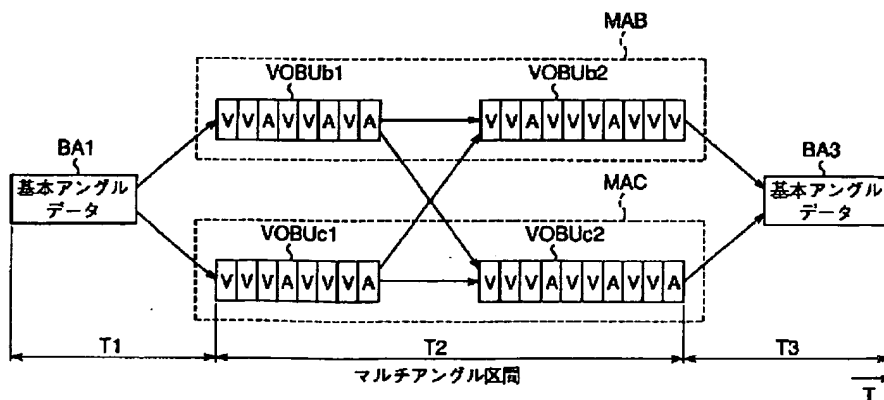 MAB
VOBUb1
VOBUb2
V V A V V A V A
V V A V V V A V V V
BA1
基本アングル
データ
BA3
基本アングル
データ
MAC
VOBUc1
VOBUc2
V V V A V V V A
V V V A V V A V V A
T1
T2
T3
マルチアングル区間
T